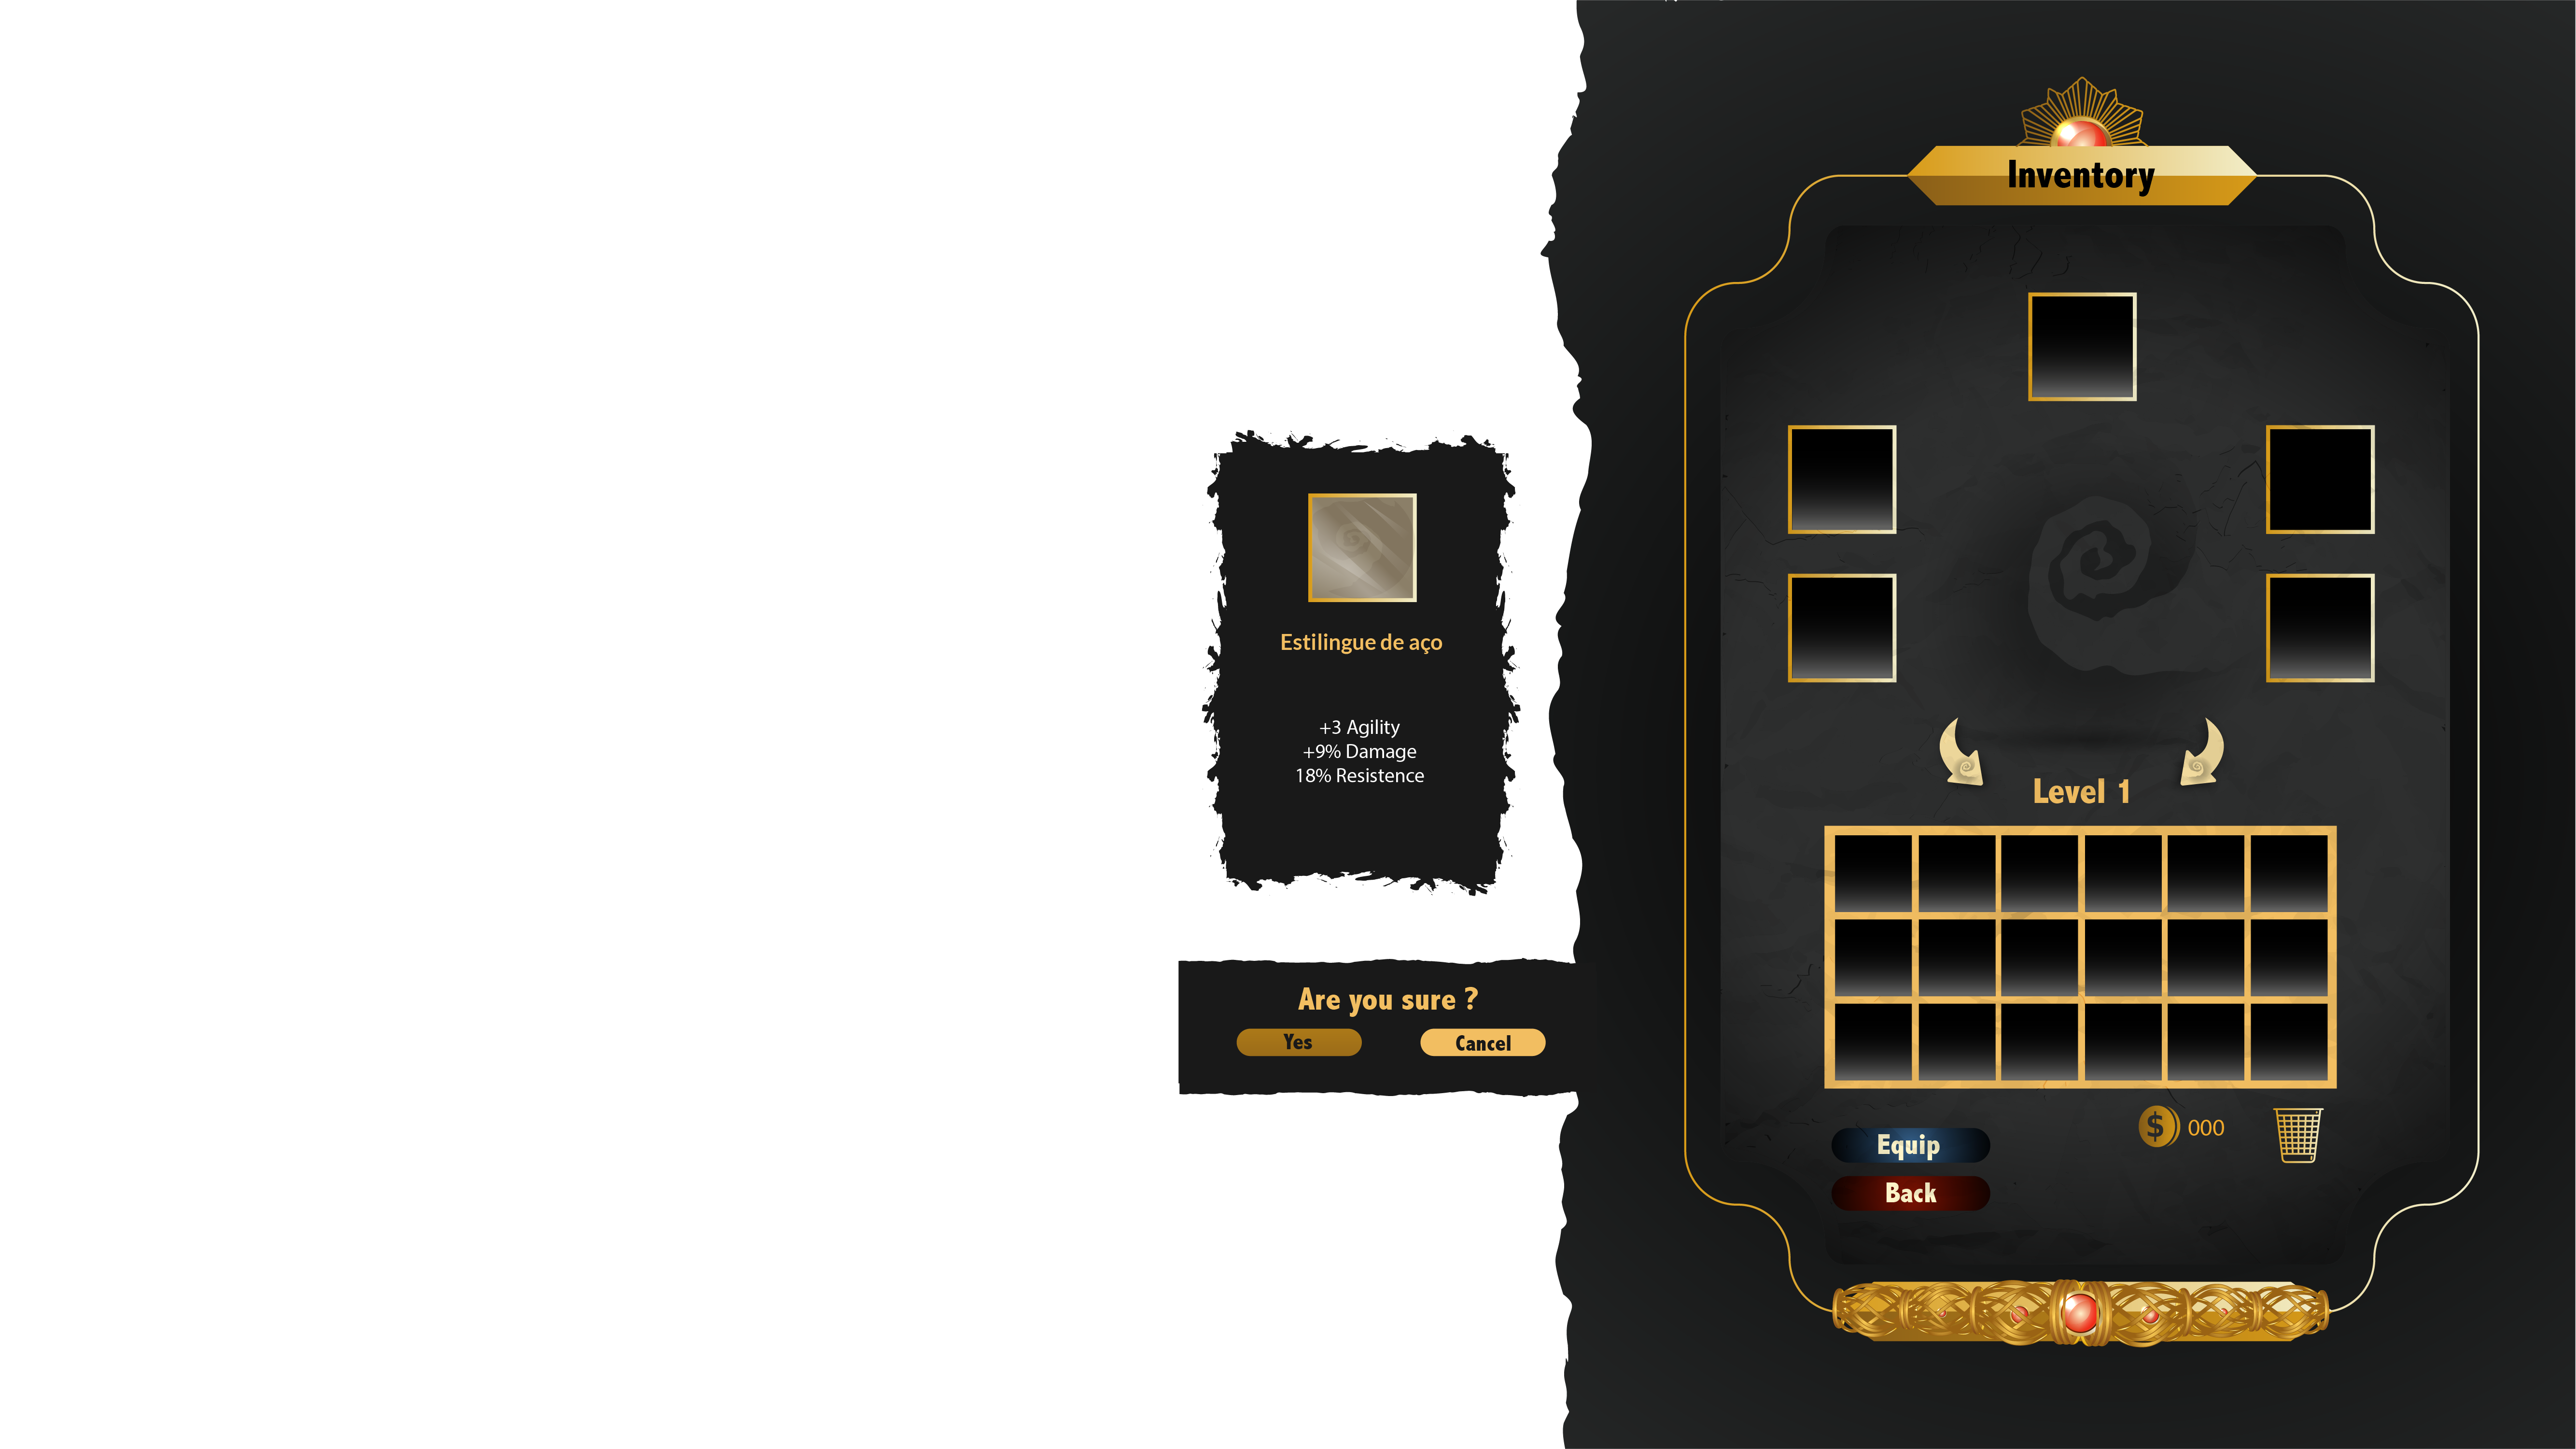 Inventory
Estilingue de aço
+3 Agility
+9% Damage
18% Resistence
Level 1
Are you sure ?
Yes
Cancel
$ 000
Equip
Back